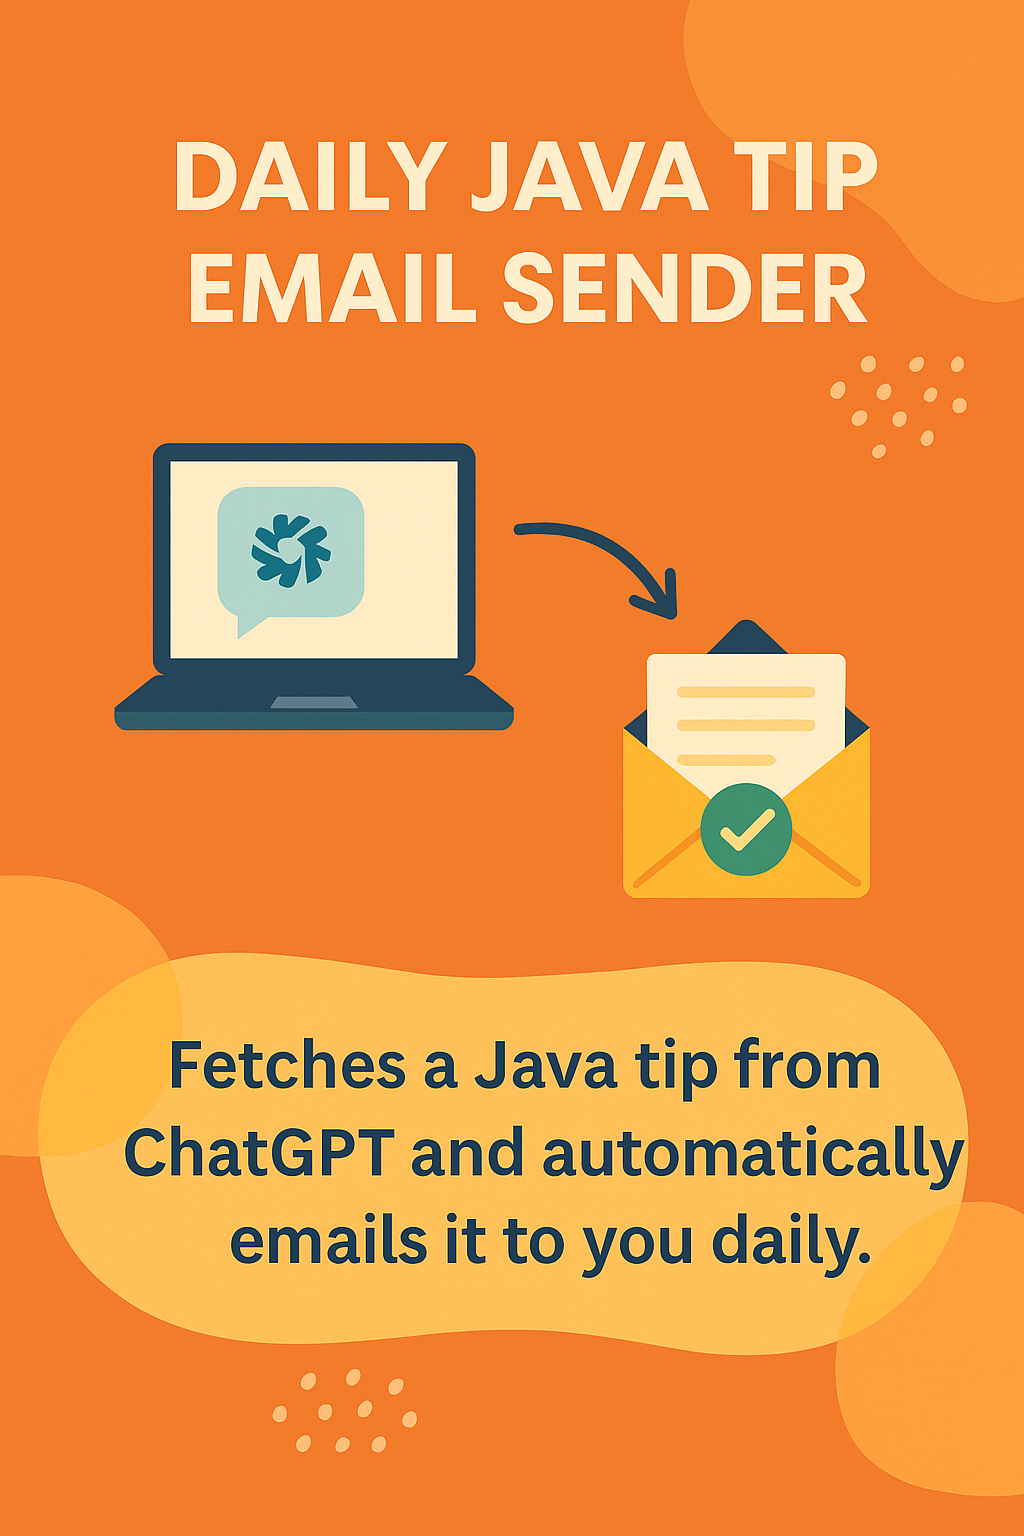 DAILY JAVA TIP
EMAIL SENDER
Fetches a Java tip from
ChatGPT and automatically
emails it to you daily.